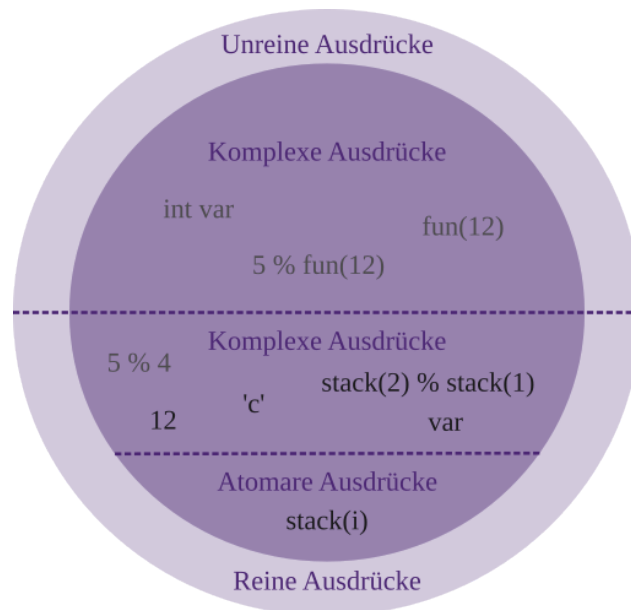 Unreine Ausdrücke
Komplexe Ausdrücke
int var
fun(12)
5 % fun(12)
Komplexe Ausdrücke
5 % 4
stack(2) % stack(1)
'c'
12
var
Atomare Ausdrücke
stack(i)
Reine Ausdrücke